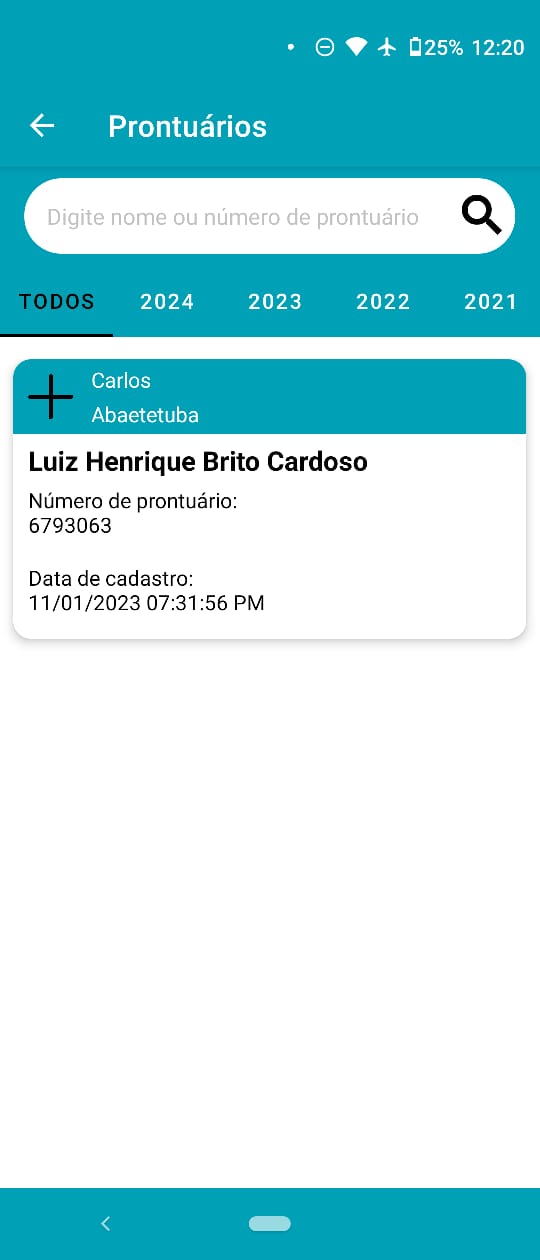 25% 12:20
Prontuários
Digite nome ou número de prontuário
TODOS 2024 2023 2022 2021
Carlos
Abaetetuba
Luiz Henrique Brito Cardoso
Número de prontuário:
6793063
Data de cadastro:
11/01/2023 07:31:56 PM